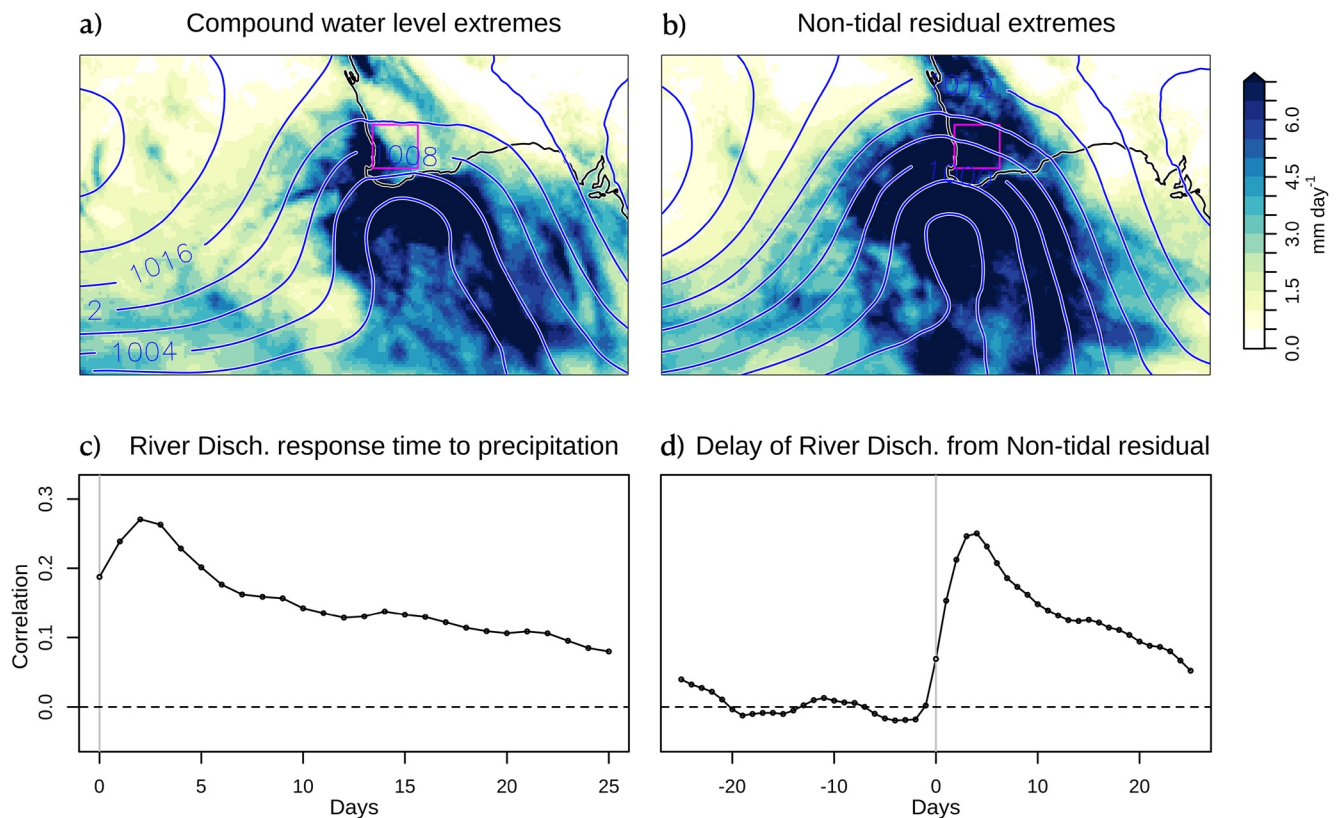 a) Compound water level extremes
b) Non-tidal residual extremes
1008
1016
2
1004
012
1
6.0
4.5
3.0
1.5
0.0
mm day-1
c) River Disch. response time to precipitation
d) Delay of River Disch. from Non-tidal residual
Correlation
0.3
0.2
0.1
0.0
0 5 10 15 20 25
Days
-20 -10 0 10 20
Days